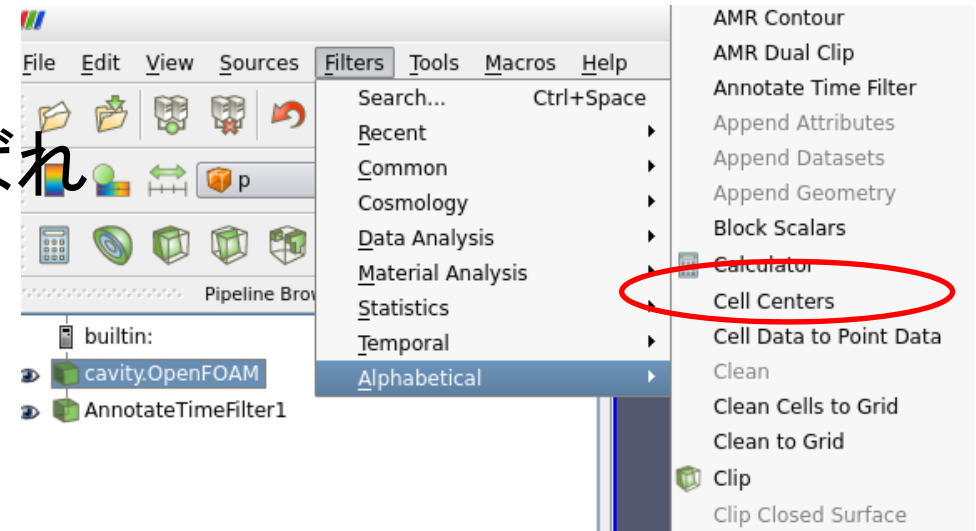 File Edit View Sources Filters Tools Macros Help
ばれ
p
Pipeline Brow
builtin:
cavity.OpenFOAM
AnnotateTimeFilter1
Search... Ctrl+Space
Recent
Common
Cosmology
Data Analysis
Material Analysis
Statistics
Temporal
Alphabetical
AMR Contour
AMR Dual Clip
Annotate Time Filter
Append Attributes
Append Datasets
Append Geometry
Block Scalars
Calculator
Cell Centers
Cell Data to Point Data
Clean
Clean Cells to Grid
Clean to Grid
Clip
Clip Closed Surface